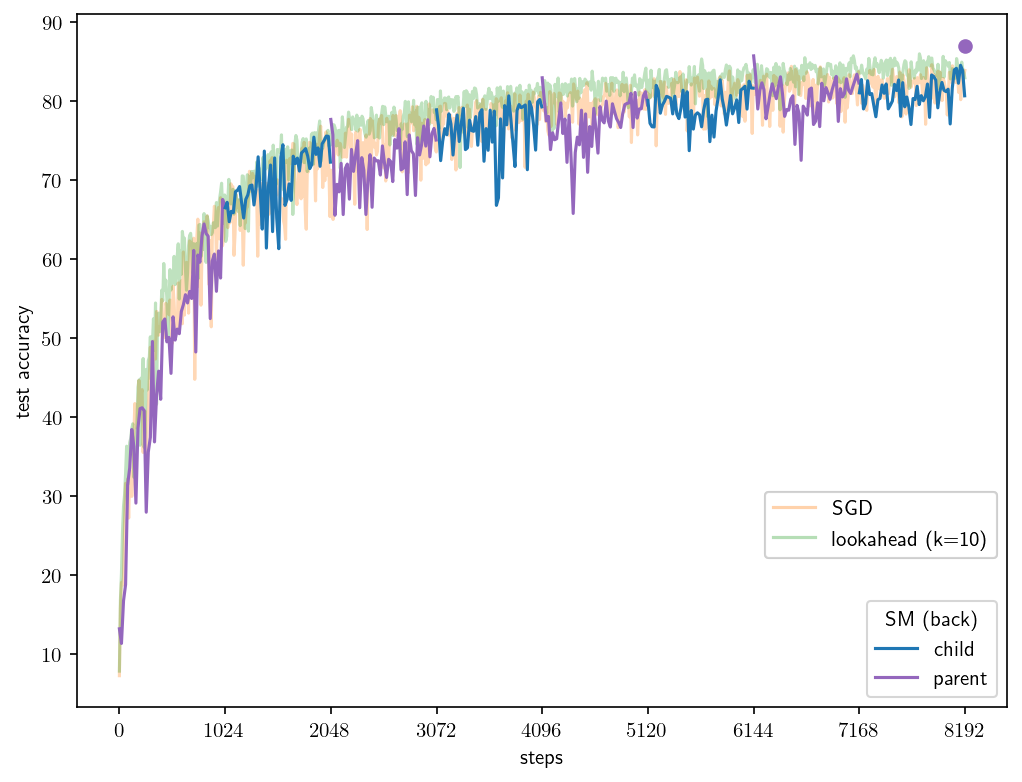 90
80
70
60
50
40
30
20
10
test accuracy
0 1024 2048 3072 4096 5120 6144 7168 8192
steps
SGD
lookahead (k=10)
SM (back)
child
parent